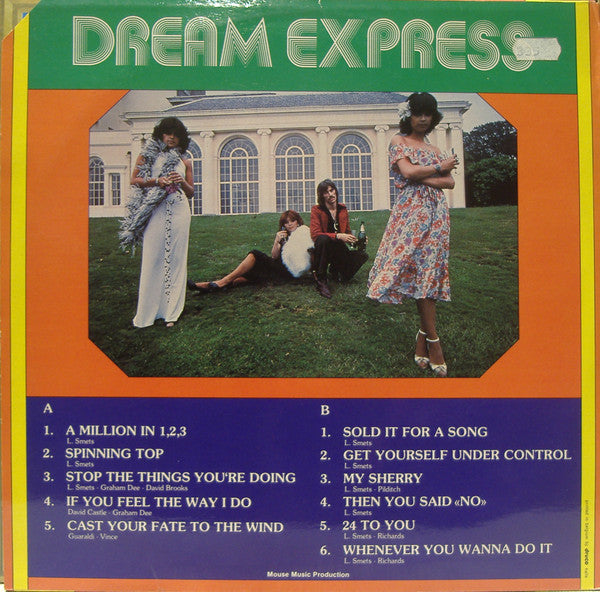 DREAM EXPRESS
A
1. A MILLION IN 1,2,3
L. Smets
2. SPINNING TOP
L. Smets
3. STOP THE THINGS YOU'RE DOING
L. Smets - Graham Dee - David Brooks
4. IF YOU FEEL THE WAY I DO
David Castle - Graham Dee
5. CAST YOUR FATE TO THE WIND
Guaraldi - Vince
B
1. SOLD IT FOR A SONG
L. Smets
2. GET YOURSELF UNDER CONTROL
L. Smets
3. MY SHERRY
L. Smets - Pilditch
4. THEN YOU SAID «NO»
L. Smets
5. 24 TO YOU
L. Smets - Richards
6. WHENEVER YOU WANNA DO IT
L. Smets - Richards
Mouse Music Production